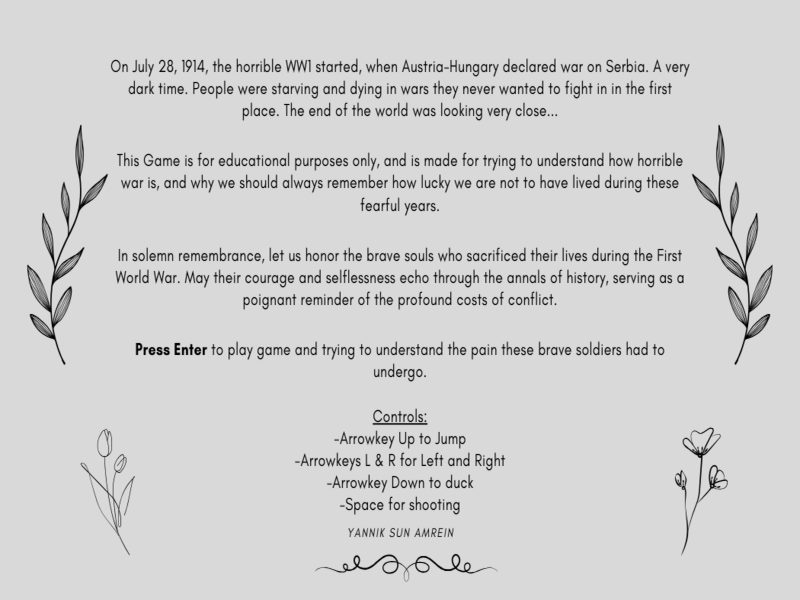 On July 28, 1914, the horrible WW1 started, when Austria-Hungary declared war on Serbia. A very
dark time. People were starving and dying in wars they never wanted to fight in in the first
place. The end of the world was looking very close...
This Game is for educational purposes only, and is made for trying to understand how horrible
war is, and why we should always remember how lucky we are not to have lived during these
fearful years.
In solemn remembrance, let us honor the brave souls who sacrificed their lives during the First
World War. May their courage and selflessness echo through the annals of history, serving as a
poignant reminder of the profound costs of conflict.
Press Enter to play game and trying to understand the pain these brave soldiers had to
undergo.
Controls:
-Arrowkey Up to Jump
-Arrowkeys L & R for Left and Right
-Arrowkey Down to duck
-Space for shooting
YANNIK SUN AMREIN